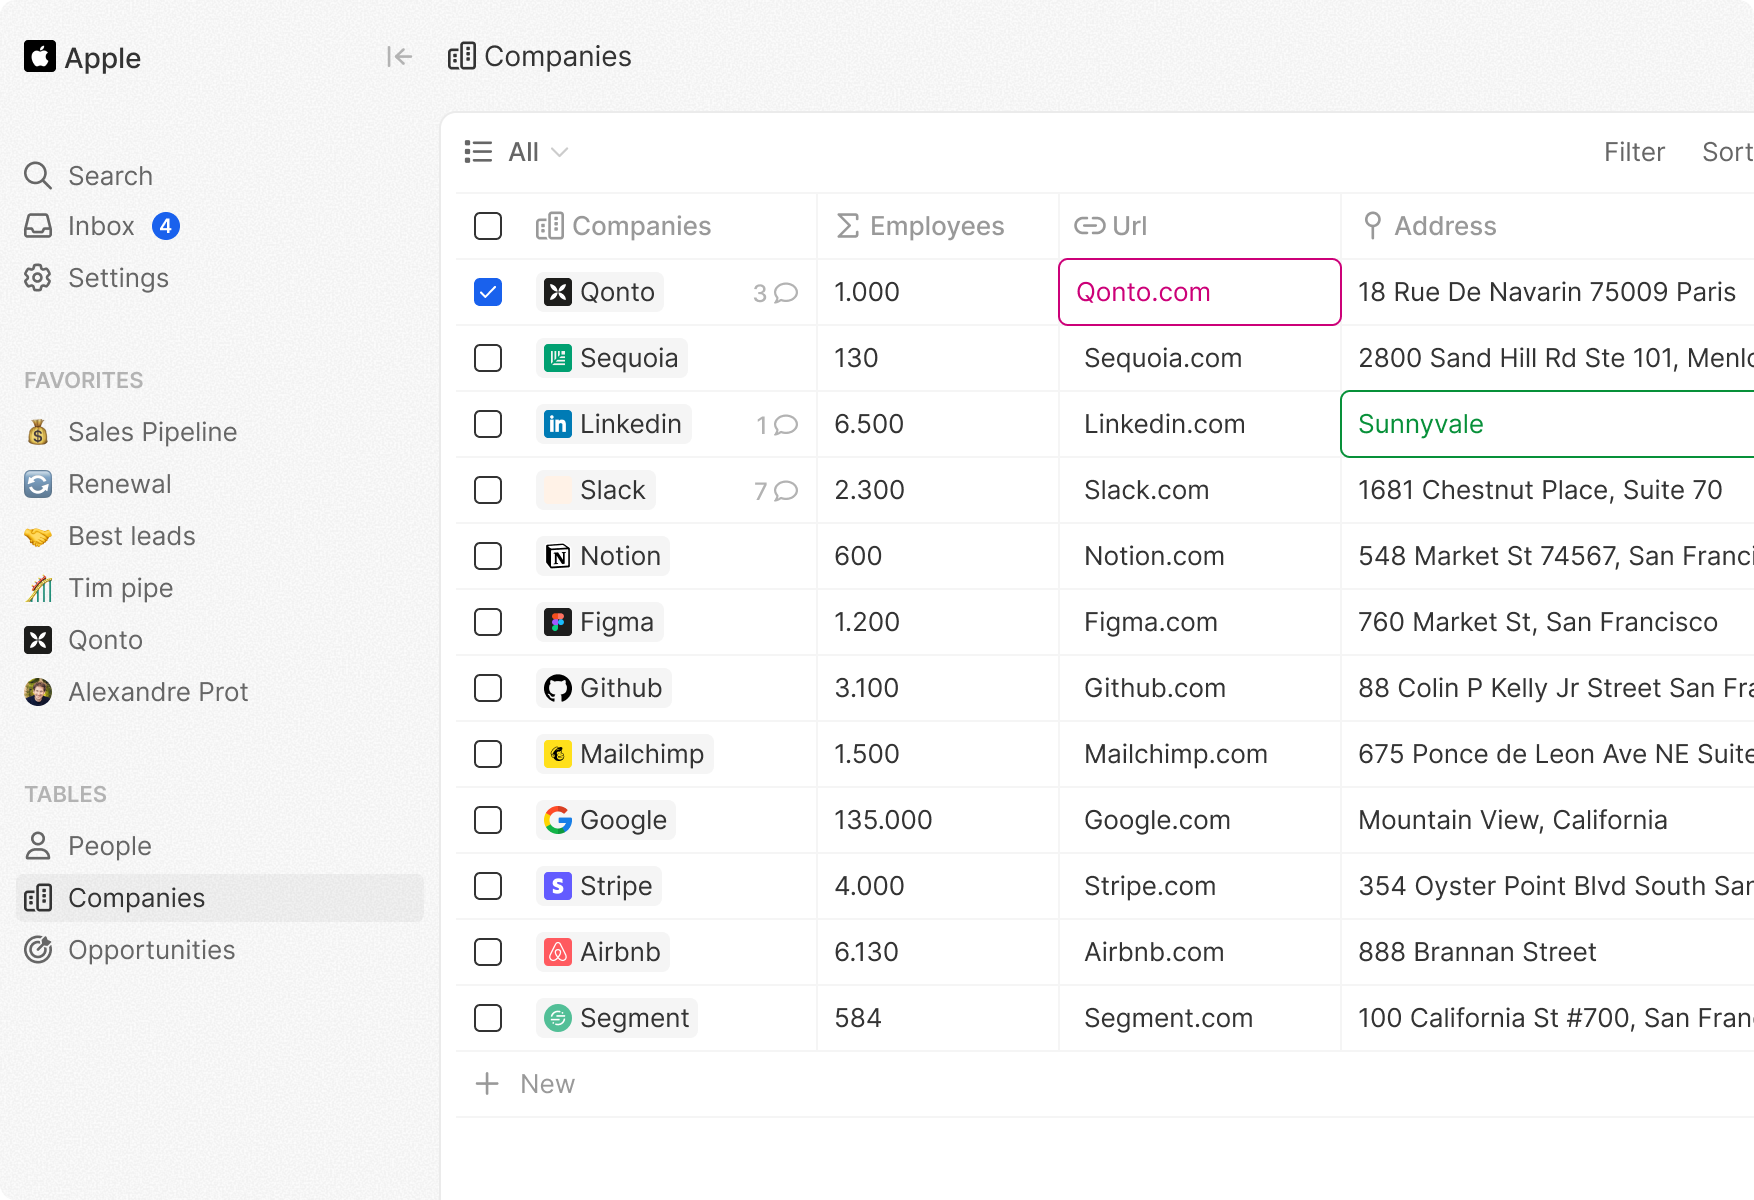 Apple
Companies
Search
Inbox 4
Settings
FAVORITES
Sales Pipeline
Renewal
Best leads
Tim pipe
Qonto
Alexandre Prot
TABLES
People
Companies
Opportunities
All Filter Sort
Companies Employees Url Address
Qonto 3 1.000 Qonto.com 18 Rue De Navarin 75009 Paris
Sequoia 130 Sequoia.com 2800 Sand Hill Rd Ste 101, Menlo
in Linkedin 1 6.500 Linkedin.com Sunnyvale
Slack 7 2.300 Slack.com 1681 Chestnut Place, Suite 70
Notion 600 Notion.com 548 Market St 74567, San Franci
Figma 1.200 Figma.com 760 Market St, San Francisco
Github 3.100 Github.com 88 Colin P Kelly Jr Street San Fra
Mailchimp 1.500 Mailchimp.com 675 Ponce de Leon Ave NE Suite
Google 135.000 Google.com Mountain View, California
Stripe 4.000 Stripe.com 354 Oyster Point Blvd South San
Airbnb 6.130 Airbnb.com 888 Brannan Street
Segment 584 Segment.com 100 California St #700, San Fran
New